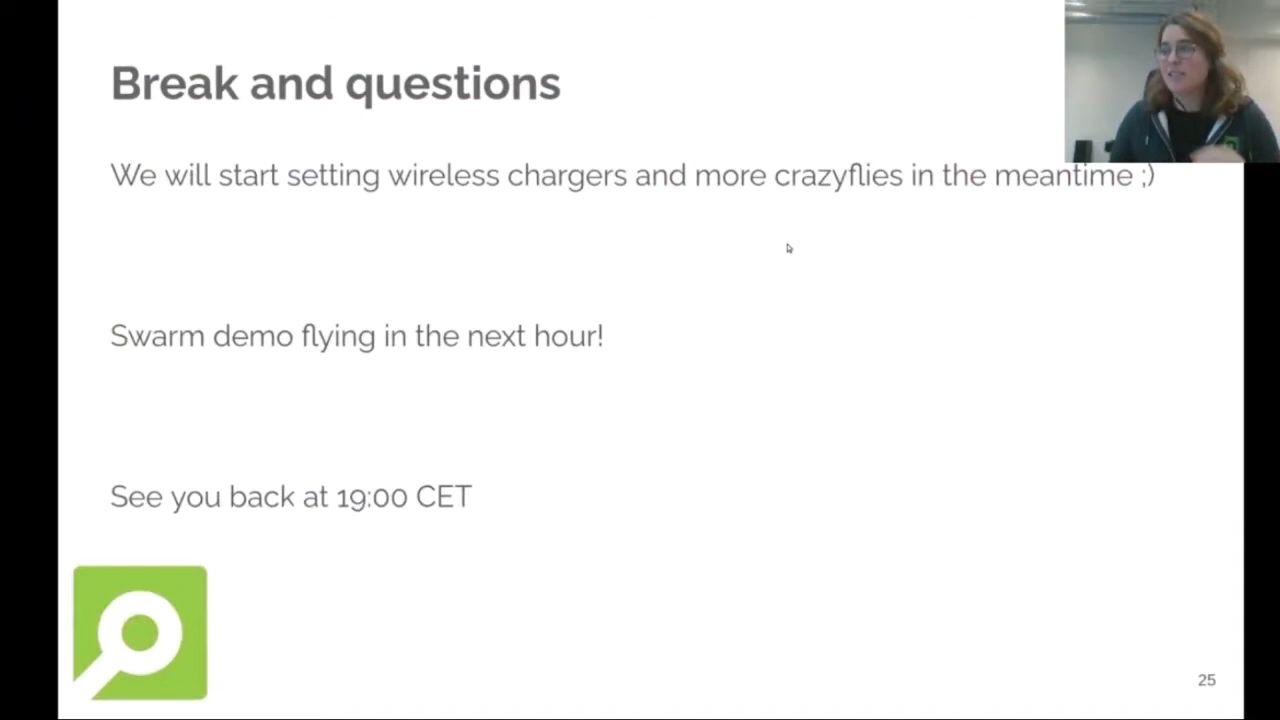 Break and questions
We will start setting wireless chargers and more crazyflies in the meantime ;)
Swarm demo flying in the next hour!
See you back at 19:00 CET
25